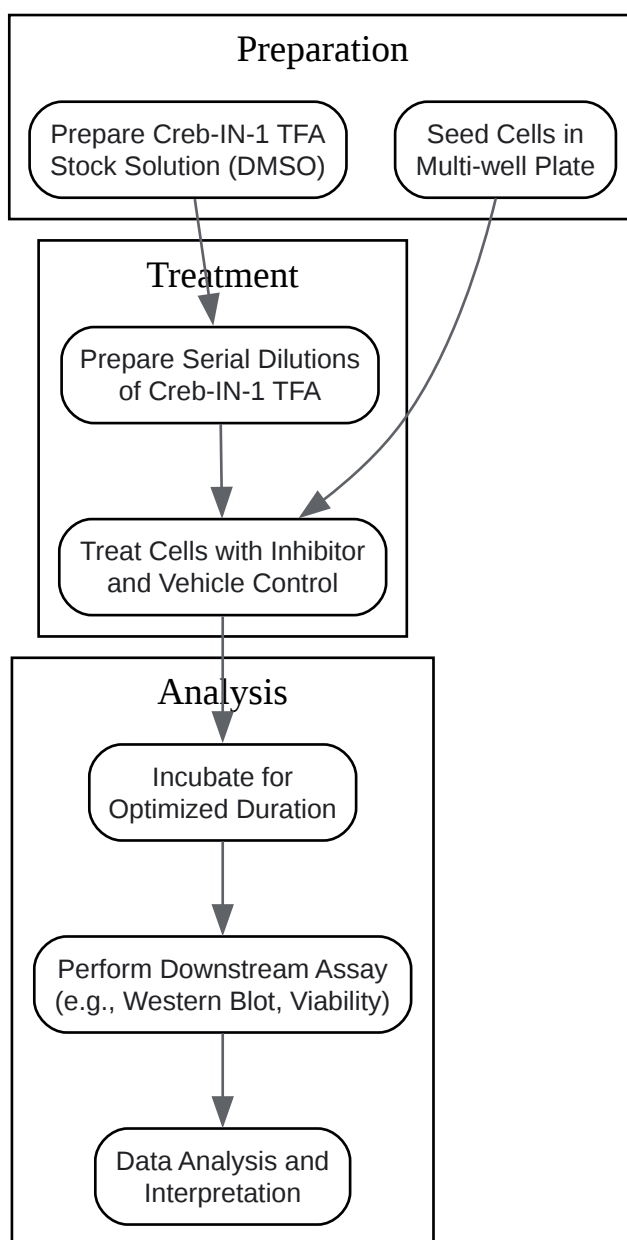 Preparation
Prepare Creb-IN-1 TFA
Stock Solution (DMSO)
Seed Cells in
Multi-well Plate
Treatment
Prepare Serial Dilutions
of Creb-IN-1 TFA
Treat Cells with Inhibitor
and Vehicle Control
Analysis
Incubate for
Optimized Duration
Perform Downstream Assay
(e.g., Western Blot, Viability)
Data Analysis and
Interpretation